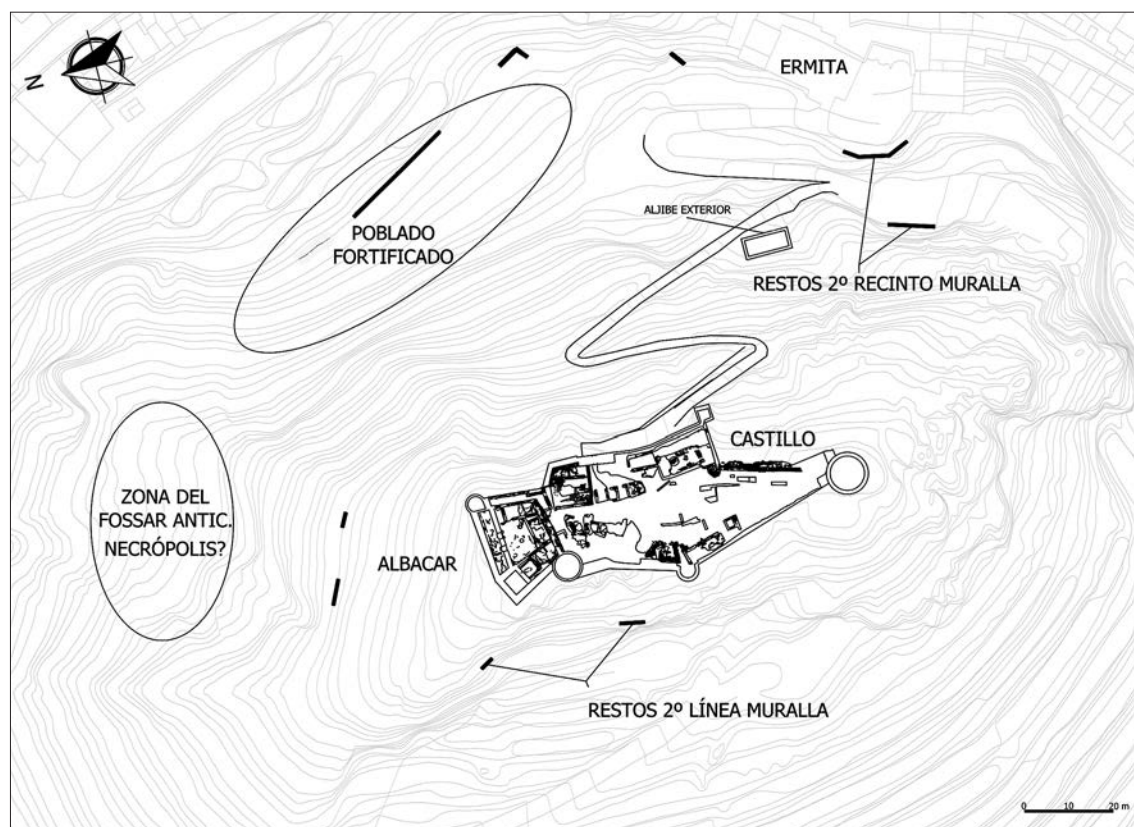 N
ERMITA
ALJIBE EXTERIOR
POBLADO
FORTIFICADO
RESTOS 2º RECINTO MURALLA
CASTILLO
ZONA DEL
FOSSAR ANTIC.
NECRÓPOLIS?
ALBACAR
RESTOS 2º LÍNEA MURALLA
0 10 20 m